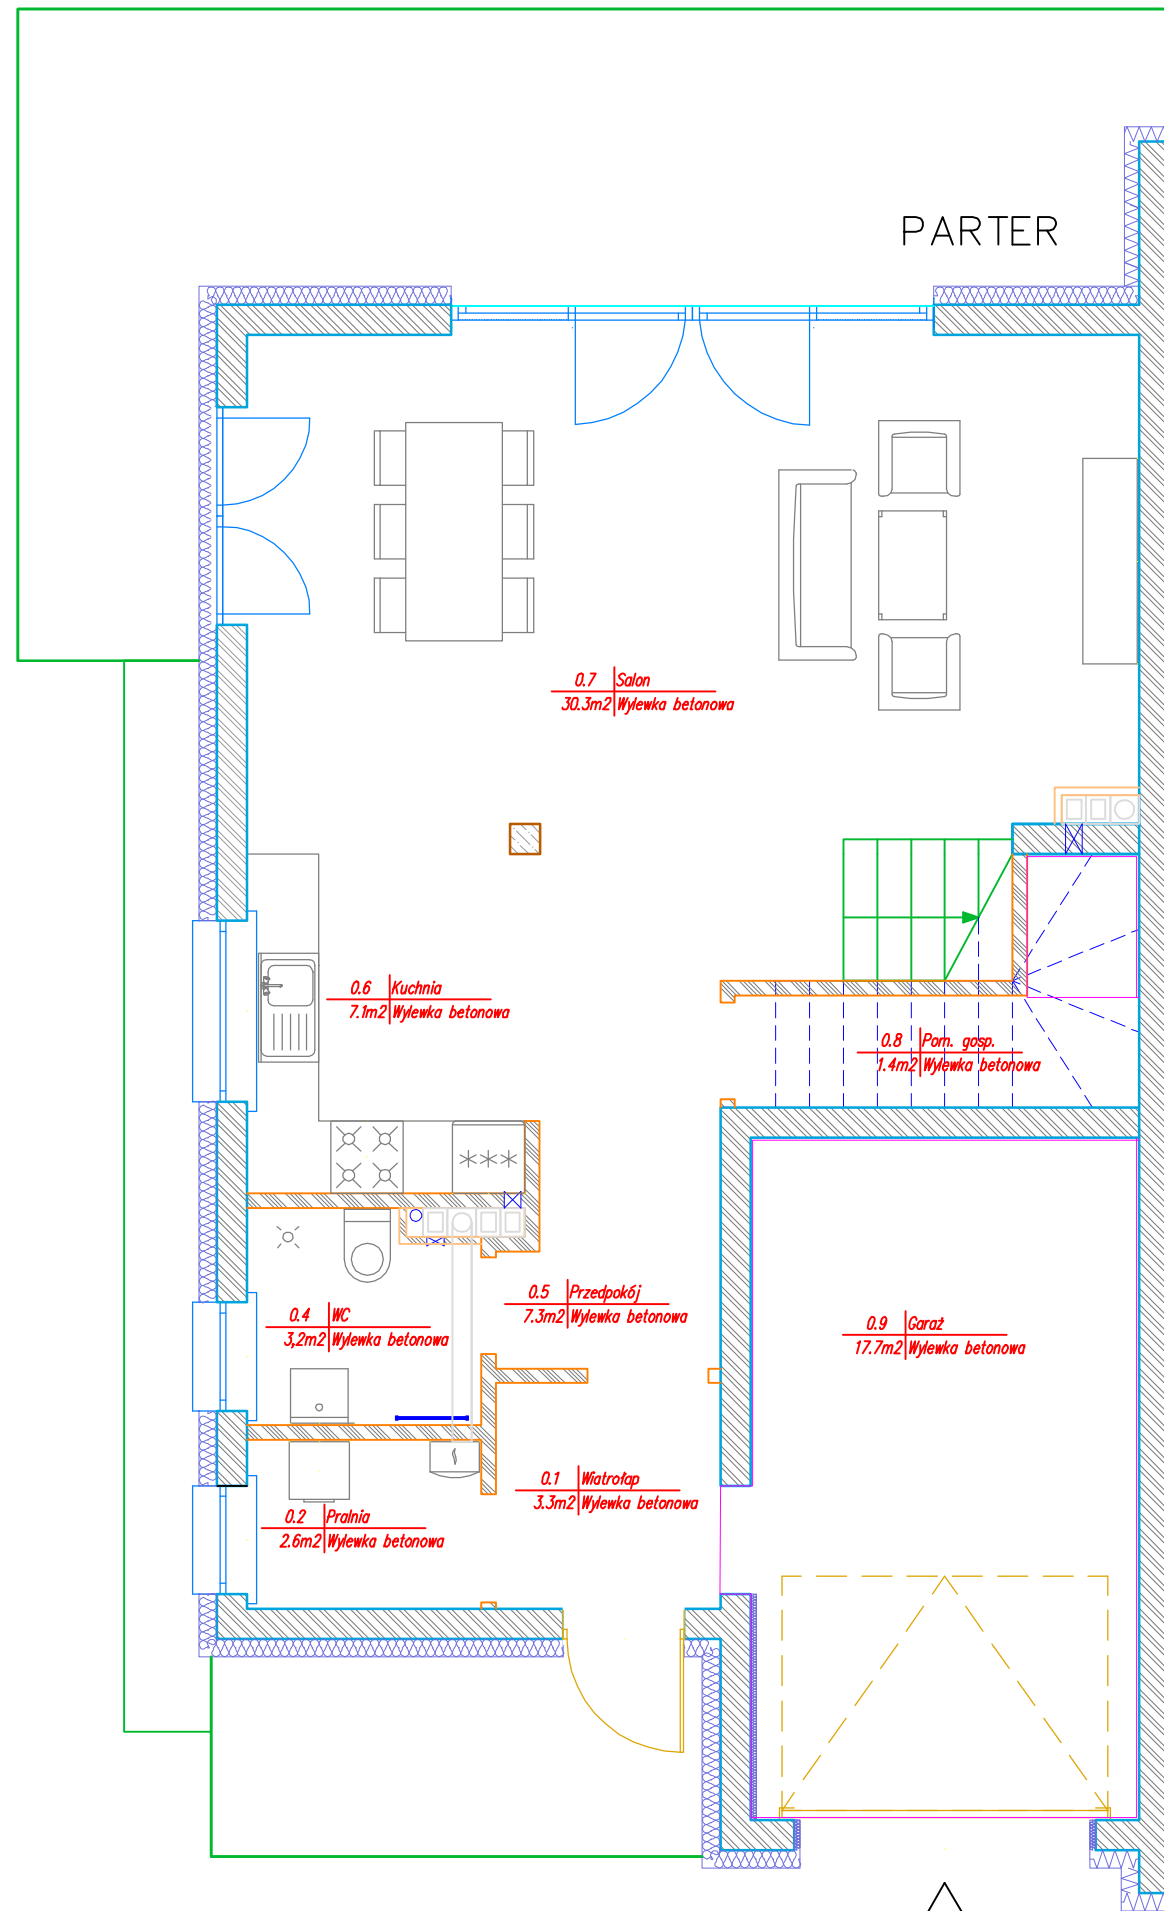 PARTER
0.7 Salon
30.3m2 Wylewka betonowa
0.6 Kuchnia
7.1m2 Wylewka betonowa
0.8 Pom. gosp.
1.4m2 Wylewka betonowa
0.5 Przedpokój
7.3m2 Wylewka betonowa
0.4 WC
3,2m2 Wylewka betonowa
0.9 Garaż
17.7m2 Wylewka betonowa
0.1 Wiatrołap
3.3m2 Wylewka betonowa
0.2 Pralnia
2.6m2 Wylewka betonowa